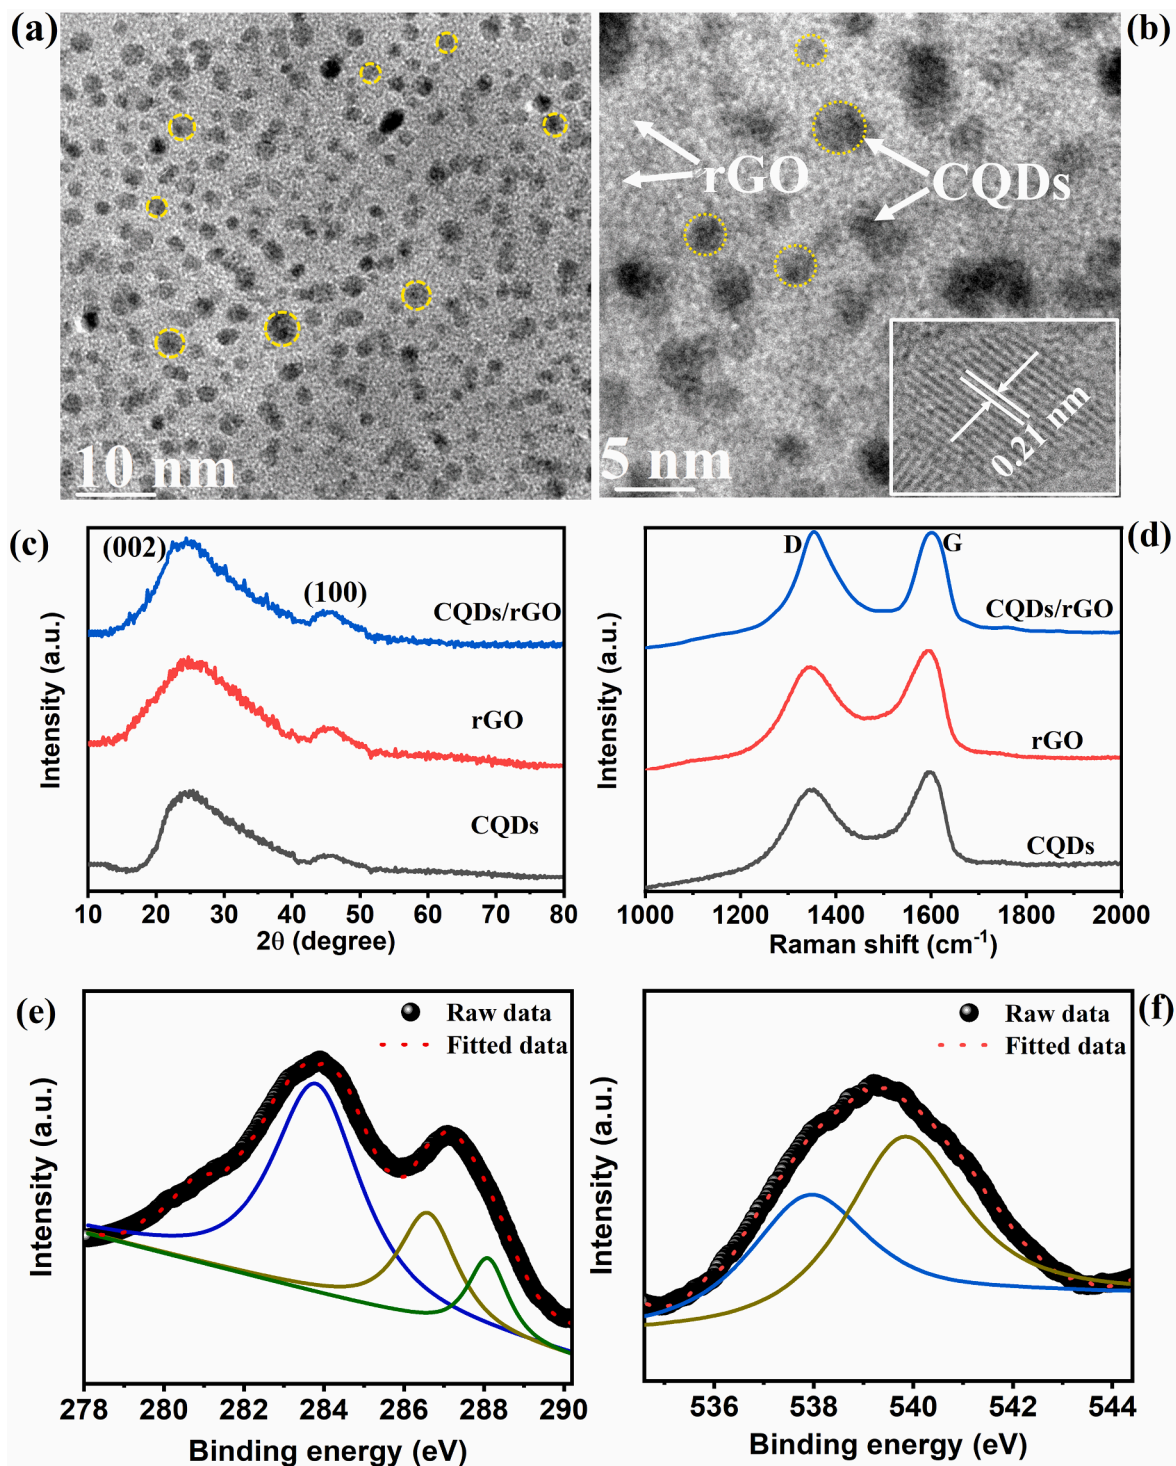 (a)
10 nm
(b)
rGO
CQDs
5 nm
0.21 nm
(c)
(002)
(100)
CQDs/rGO
rGO
CQDs
Intensity (a.u.)
10 20 30 40 50 60 70 80
2θ (degree)
(d)
D
G
CQDs/rGO
rGO
CQDs
Intensity (a.u.)
1000 1200 1400 1600 1800 2000
Raman shift (cm⁻¹)
(e)
Raw data
Fitted data
Intensity (a.u.)
278 280 282 284 286 288 290
Binding energy (eV)
(f)
Raw data
Fitted data
Intensity (a.u.)
536 538 540 542 544
Binding energy (eV)